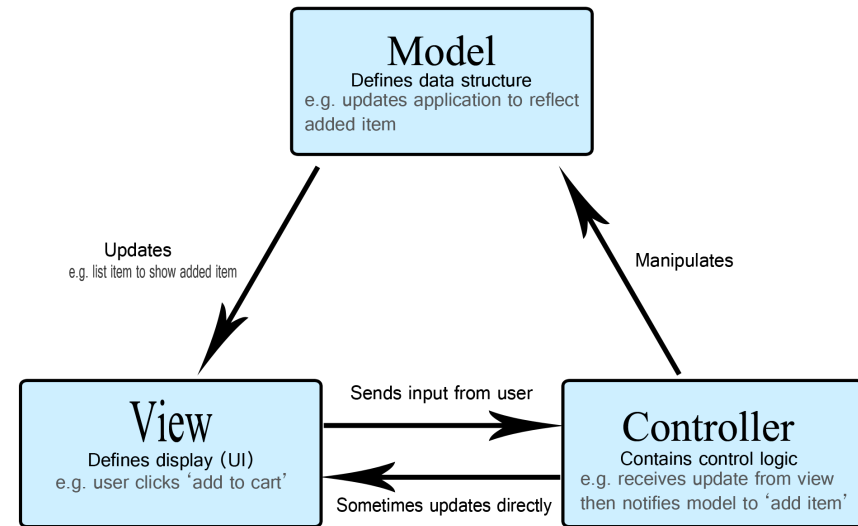 Model
Defines data structure
e.g. updates application to reflect
added item
Updates
e.g. list item to show added item
Manipulates
View
Defines display (UI)
e.g. user clicks ‘add to cart’
Sends input from user
Sometimes updates directly
Controller
Contains control logic
e.g. receives update from view
then notifies model to ‘add item’